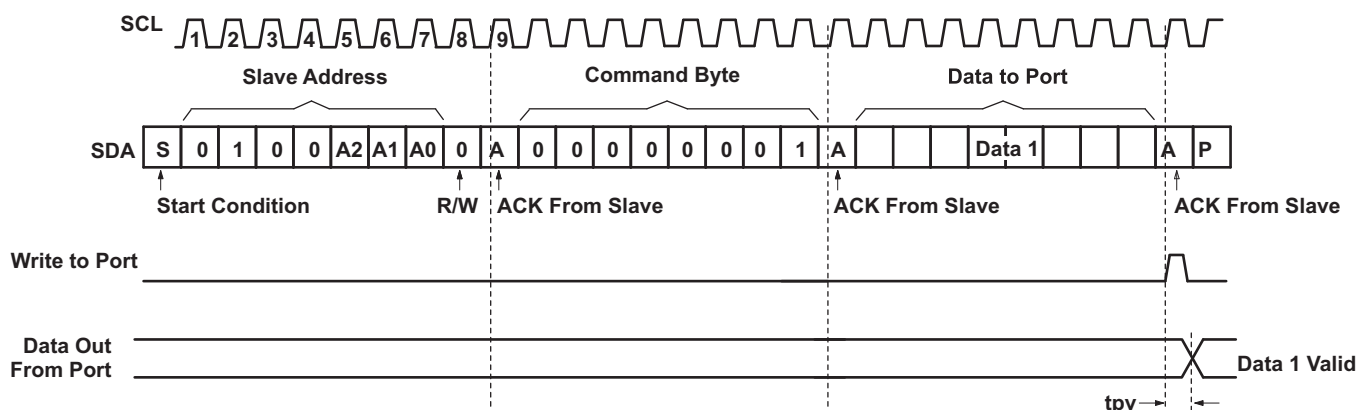 SCL 1 2 3 4 5 6 7 8 9
Slave Address Command Byte Data to Port
SDA S 0 1 0 0 A2 A1 A0 0 A 0 0 0 0 0 0 0 1 A Data 1 A P
Start Condition R/W ACK From Slave ACK From Slave ACK From Slave
Write to Port
Data Out
From Port Data 1 Valid
tpv